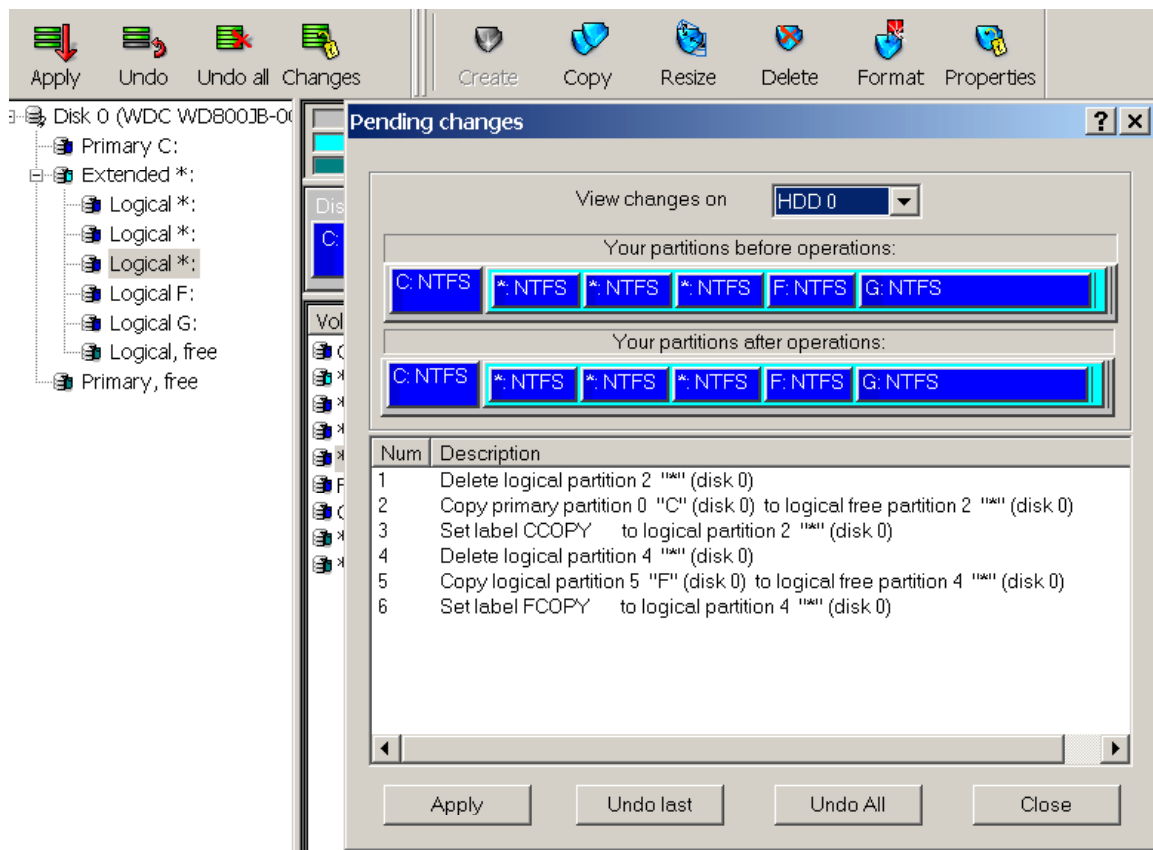 Apply Undo Undo all Changes Create Copy Resize Delete Format Properties
Disk 0 (WDC WD800JB-00
Primary C:
Extended *:
Logical *:
Logical *:
Logical *:
Logical F:
Logical G:
Logical, free
Primary, free
Dis
C:
Vol
Pending changes
View changes on HDD 0
Your partitions before operations:
C: NTFS *: NTFS *: NTFS *: NTFS F: NTFS G: NTFS
Your partitions after operations:
C: NTFS *: NTFS *: NTFS *: NTFS F: NTFS G: NTFS
Num Description
1 Delete logical partition 2 "*" (disk 0)
2 Copy primary partition 0 "C" (disk 0) to logical free partition 2 "*" (disk 0)
3 Set label CCOPY to logical partition 2 "*" (disk 0)
4 Delete logical partition 4 "*" (disk 0)
5 Copy logical partition 5 "F" (disk 0) to logical free partition 4 "*" (disk 0)
6 Set label FCOPY to logical partition 4 "*" (disk 0)
Apply Undo last Undo All Close